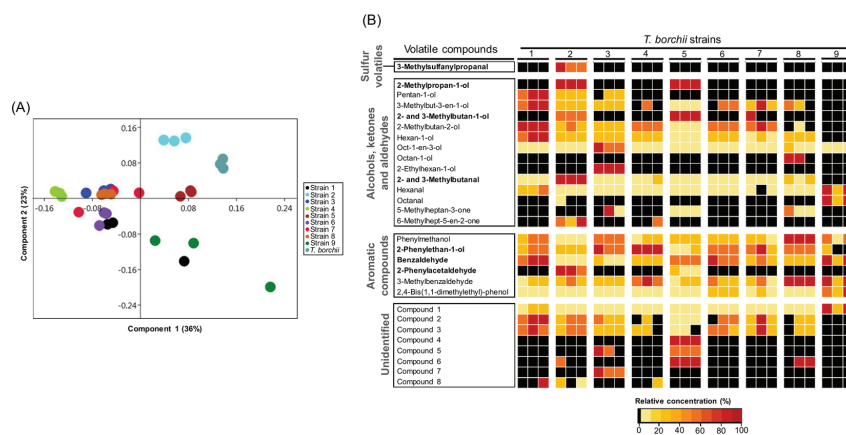 (A)
Component 2 ( 23%)
0.16
0.08
-0.16
-0.08
0.08
0.16
0.24
-0.08
-0.16
-0.24
Component 1 (36%)
Strain 1
Strain 2
Strain 3
Strain 4
Strain 5
Strain 6
Strain 7
Strain 8
Strain 9
T. borchii
(B)
T. borchii strains
Volatile compounds
1 2 3 4 5 6 7 8 9
Sulfur
volatiles
3-Methylsulfanylpropanal
Alcohols, ketones
and aldehydes
2-Methylpropan-1-ol
Pentan-1-ol
3-Methylbut-3-en-1-ol
2- and 3-Methylbutan-1-ol
2-Methylbutan-2-ol
Hexan-1-ol
Oct-1-en-3-ol
Octan-1-ol
2-Ethylhexan-1-ol
2- and 3-Methylbutanal
Hexanal
Octanal
5-Methylheptan-3-one
6-Methylhept-5-en-2-one
Aromatic
compounds
Phenylmethanol
2-Phenylethan-1-ol
Benzaldehyde
2-Phenylacetaldehyde
3-Methylbenzaldehyde
2,4-Bis(1,1-dimethylethyl)-phenol
Unidentified
Compound 1
Compound 2
Compound 3
Compound 4
Compound 5
Compound 6
Compound 7
Compound 8
Relative concentration (%)
0 20 40 60 80 100